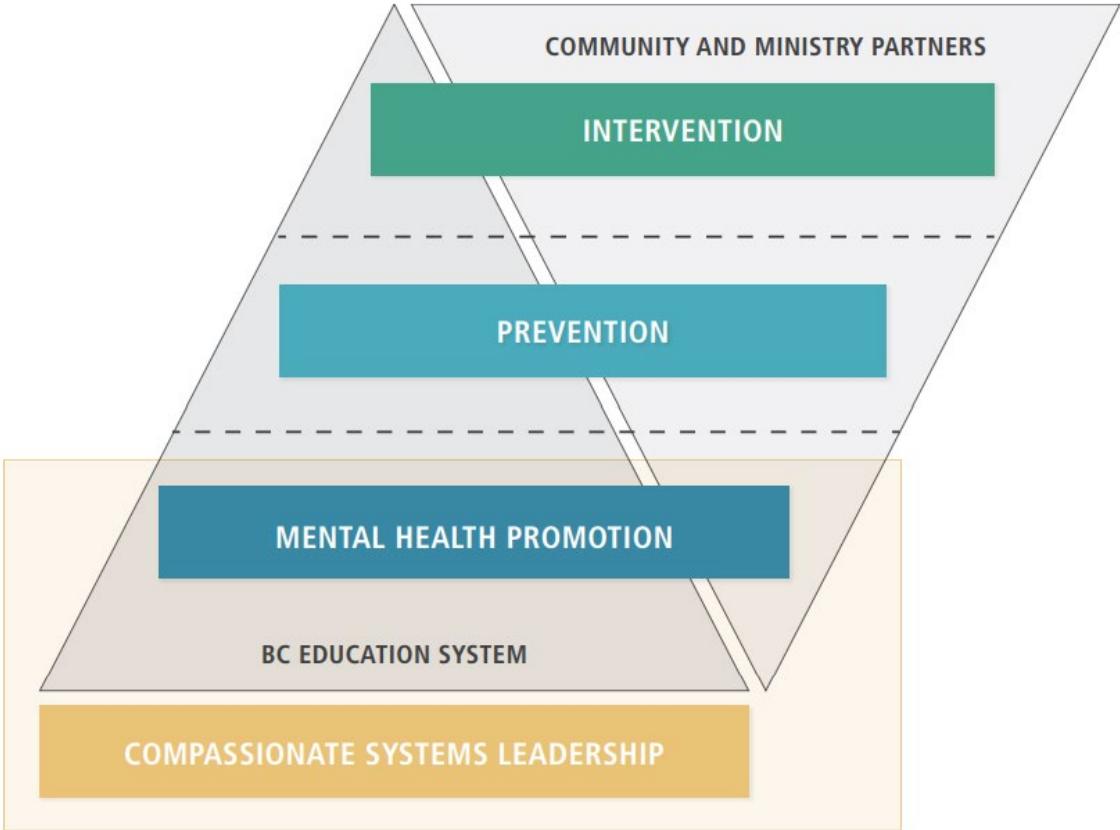 COMMUNITY AND MINISTRY PARTNERS
INTERVENTION
PREVENTION
MENTAL HEALTH PROMOTION
BC EDUCATION SYSTEM
COMPASSIONATE SYSTEMS LEADERSHIP